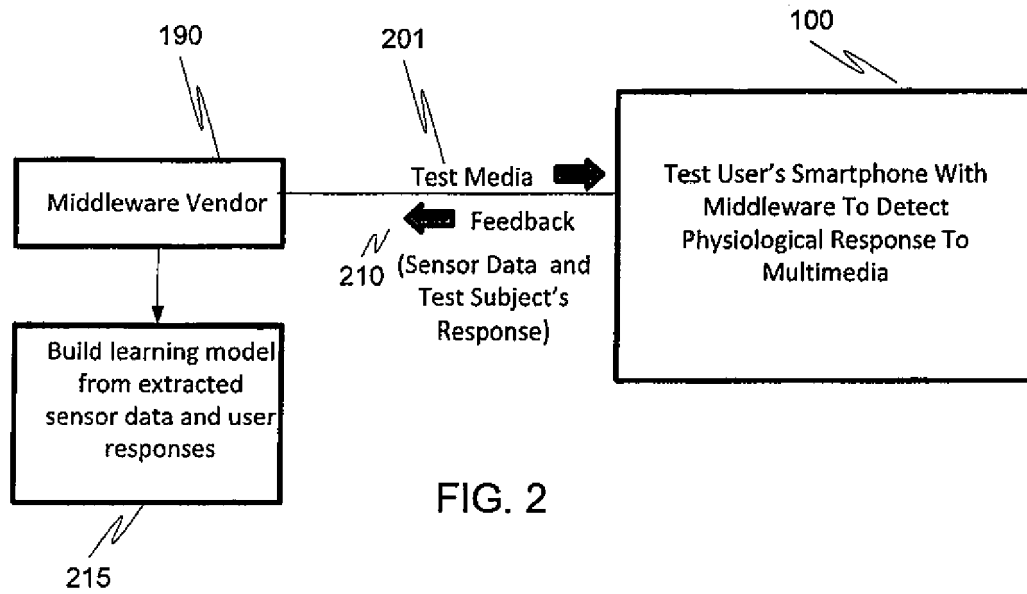 190
201
100
Middleware Vendor
Test Media
Feedback
210
(Sensor Data and
Test Subject's
Response)
Test User's Smartphone With
Middleware To Detect
Physiological Response To
Multimedia
Build learning model
from extracted
sensor data and user
responses
215
FIG. 2